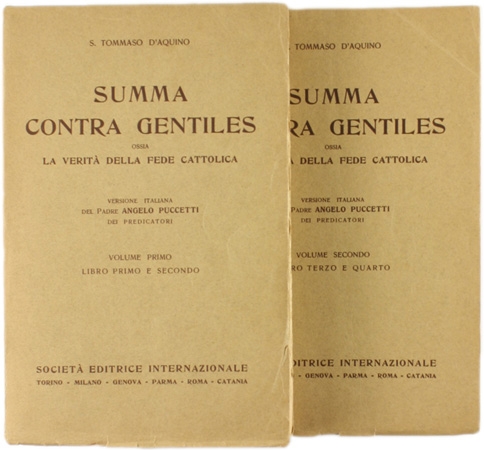 S. TOMMASO D'AQUINO
SUMMA
CONTRA GENTILES
OSSIA
LA VERITÀ DELLA FEDE CATTOLICA
VERSIONE ITALIANA
DEL PADRE ANGELO PUCCETTI
DEI PREDICATORI
VOLUME PRIMO
LIBRO PRIMO E SECONDO
SOCIETÀ EDITRICE INTERNAZIONALE
TORINO - MILANO - GENOVA - PARMA - ROMA - CATANIA
S. TOMMASO D'AQUINO
SUMMA
RA GENTILES
OSSIA
DELLA FEDE CATTOLICA
VERSIONE ITALIANA
PADRE ANGELO PUCCETTI
DEI PREDICATORI
VOLUME SECONDO
RO TERZO E QUARTO
EDITRICE INTERNAZIONALE
GENOVA - PARMA - ROMA - CATANIA